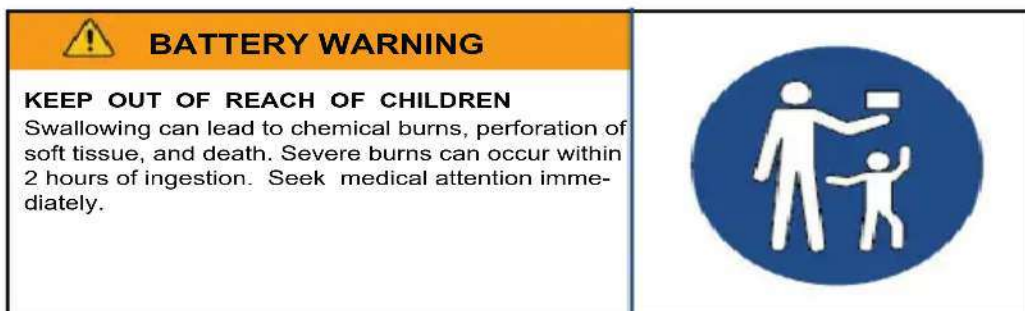 BATTERY WARNING
KEEP OUT OF REACH OF CHILDREN
Swallowing can lead to chemical burns, perforation of
soft tissue, and death. Severe burns can occur within
2 hours of ingestion. Seek medical attention imme-
diately.